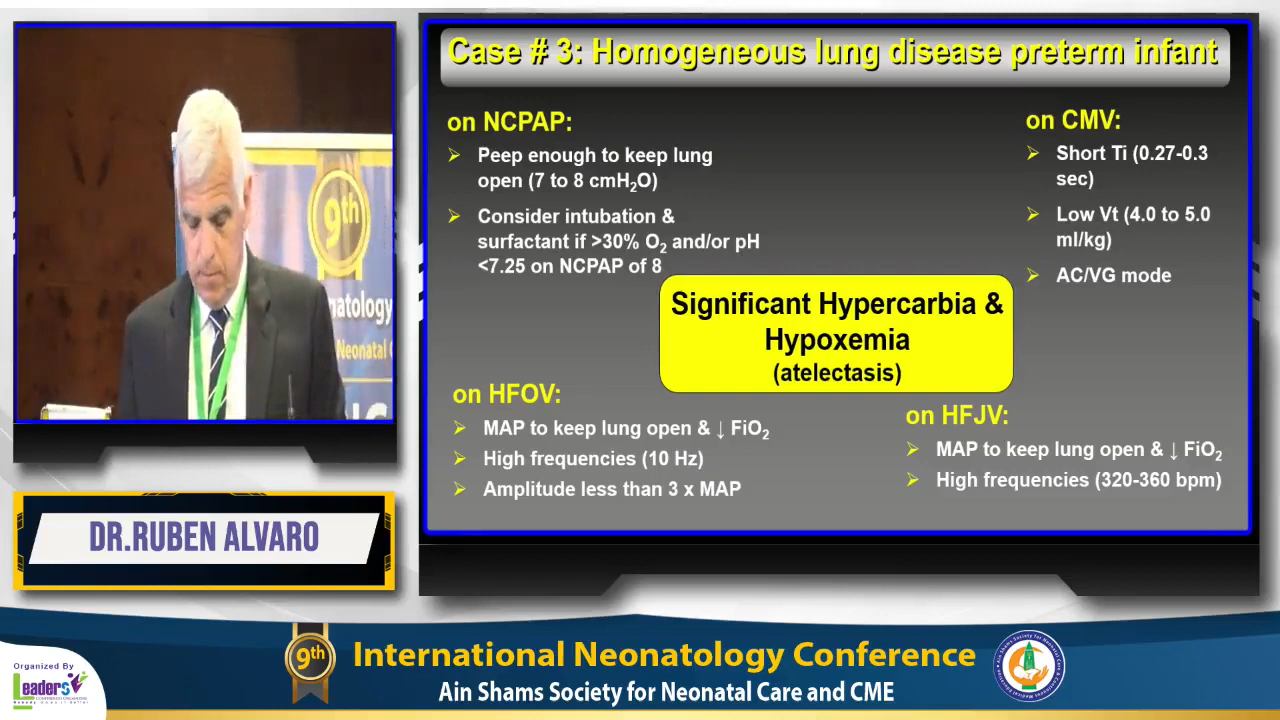 Case # 3: Homogeneous lung disease preterm infant
on NCPAP:
➢ Peep enough to keep lung
open (7 to 8 cmH₂O)
➢ Consider intubation &
surfactant if >30% O₂ and/or pH
<7.25 on NCPAP of 8
on CMV:
➢ Short Ti (0.27-0.3
sec)
➢ Low Vt (4.0 to 5.0
ml/kg)
➢ AC/VG mode
Significant Hypercarbia &
Hypoxemia
(atelectasis)
on HFOV:
➢ MAP to keep lung open & ↓ FiO₂
➢ High frequencies (10 Hz)
➢ Amplitude less than 3 x MAP
on HFJV:
➢ MAP to keep lung open & ↓ FiO₂
➢ High frequencies (320-360 bpm)
9th
natology
Neonatal C
DR.RUBEN ALVARO
Organized By
Leaders
9th
International Neonatology Conference
Ain Shams Society for Neonatal Care and CME